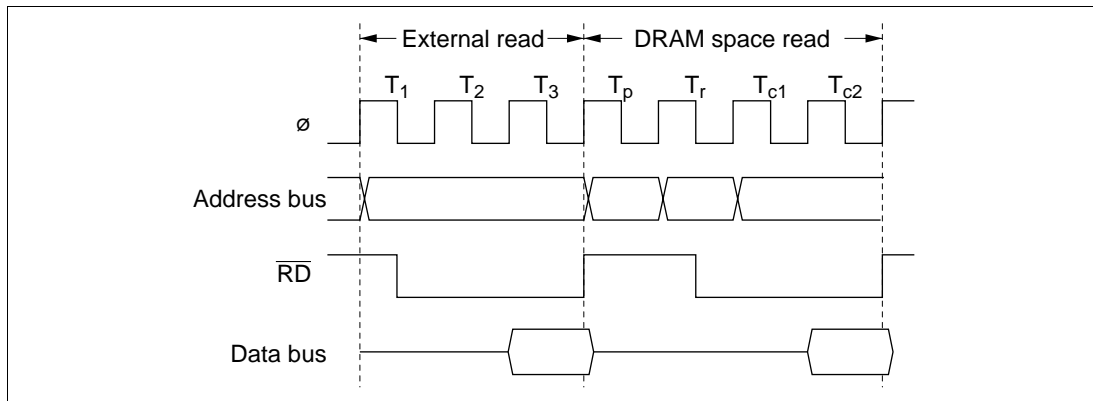 External read DRAM space read
T1 T2 T3 Tp Tr Tc1 Tc2
ø
Address bus
RD
Data bus